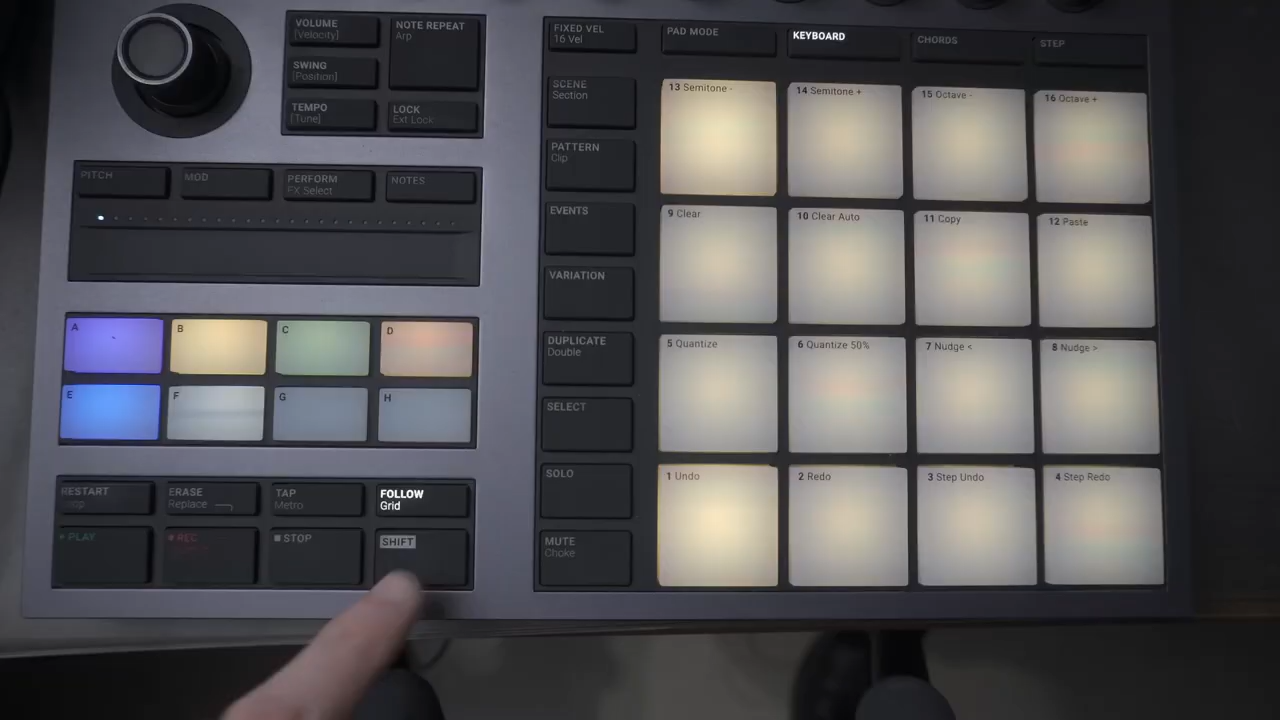 VOLUME
[Velocity]
NOTE REPEAT
Arp
SWING
[Position]
TEMPO
[Tune]
LOCK
Ext Lock
PITCH
MOD
PERFORM
FX Select
NOTES
A
B
C
D
E
F
G
H
RESTART
Loop
ERASE
Replace
TAP
Metro
FOLLOW
Grid
PLAY
REC
STOP
SHIFT
FIXED VEL
16 Vel
SCENE
Section
PATTERN
Clip
EVENTS
VARIATION
DUPLICATE
Double
SELECT
SOLO
MUTE
Choke
PAD MODE
KEYBOARD
CHORDS
STEP
13 Semitone -
14 Semitone +
15 Octave -
16 Octave +
9 Clear
10 Clear Auto
11 Copy
12 Paste
5 Quantize
6 Quantize 50%
7 Nudge <
8 Nudge >
1 Undo
2 Redo
3 Step Undo
4 Step Redo